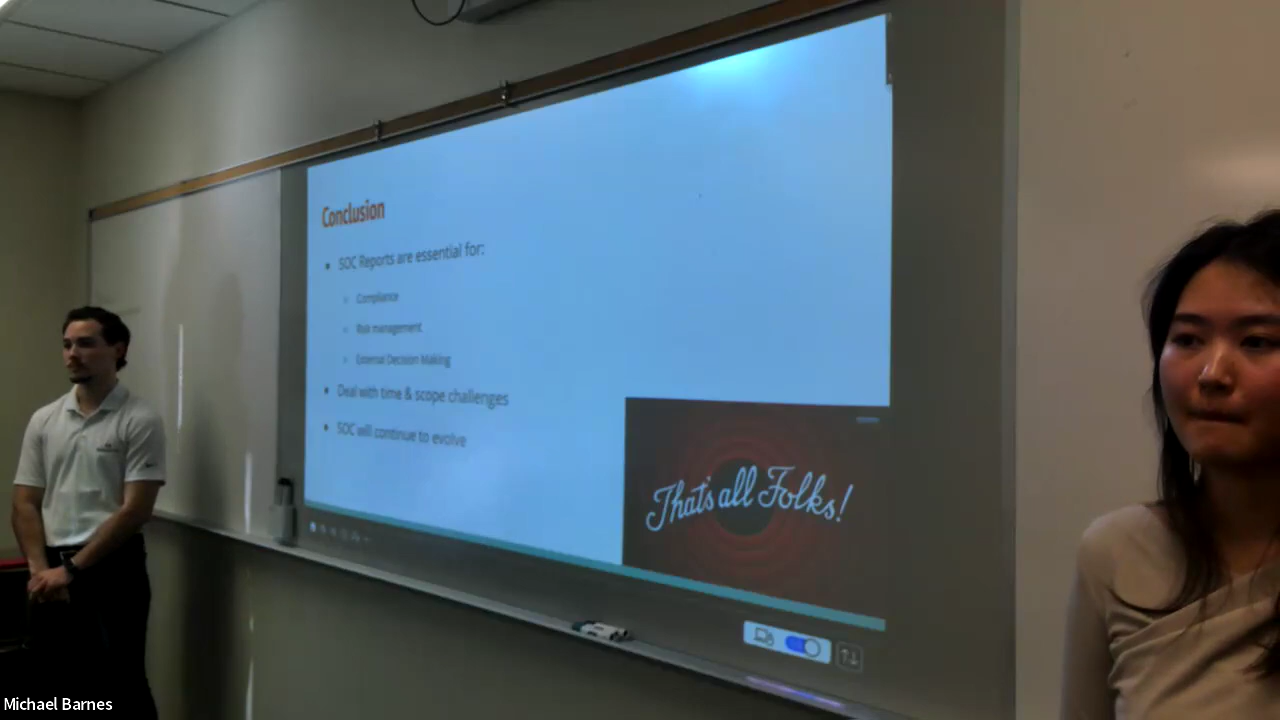 Conclusion
SOC Reports are essential for:
Compliance
Risk management
External Decision Making
Deal with time & scope challenges
SOC will continue to evolve
That's all Folks!
Michael Barnes